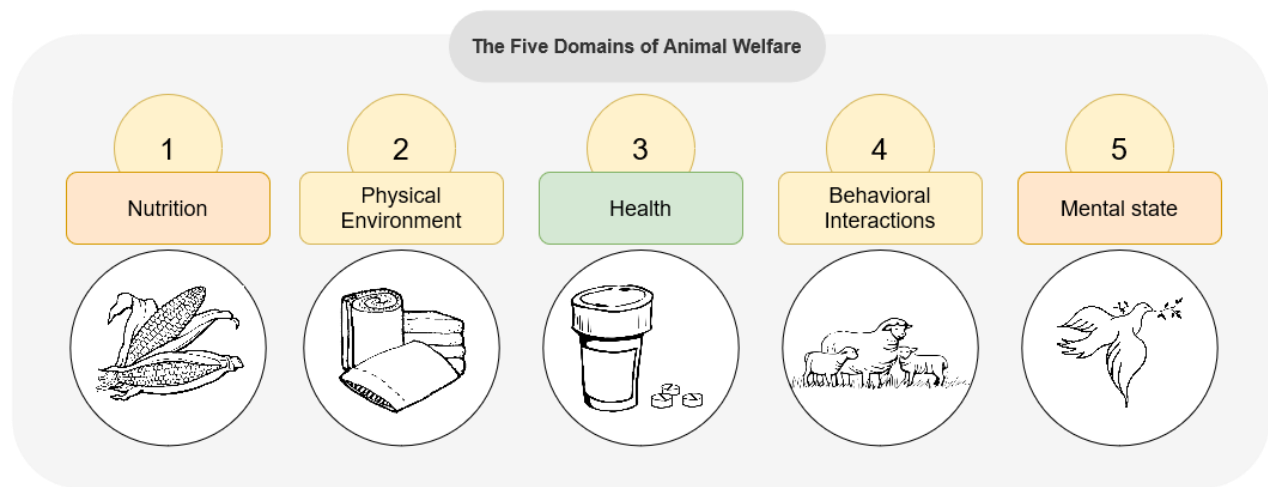 The Five Domains of Animal Welfare
1
2
3
4
5
Nutrition
Physical
Environment
Health
Behavioral
Interactions
Mental state